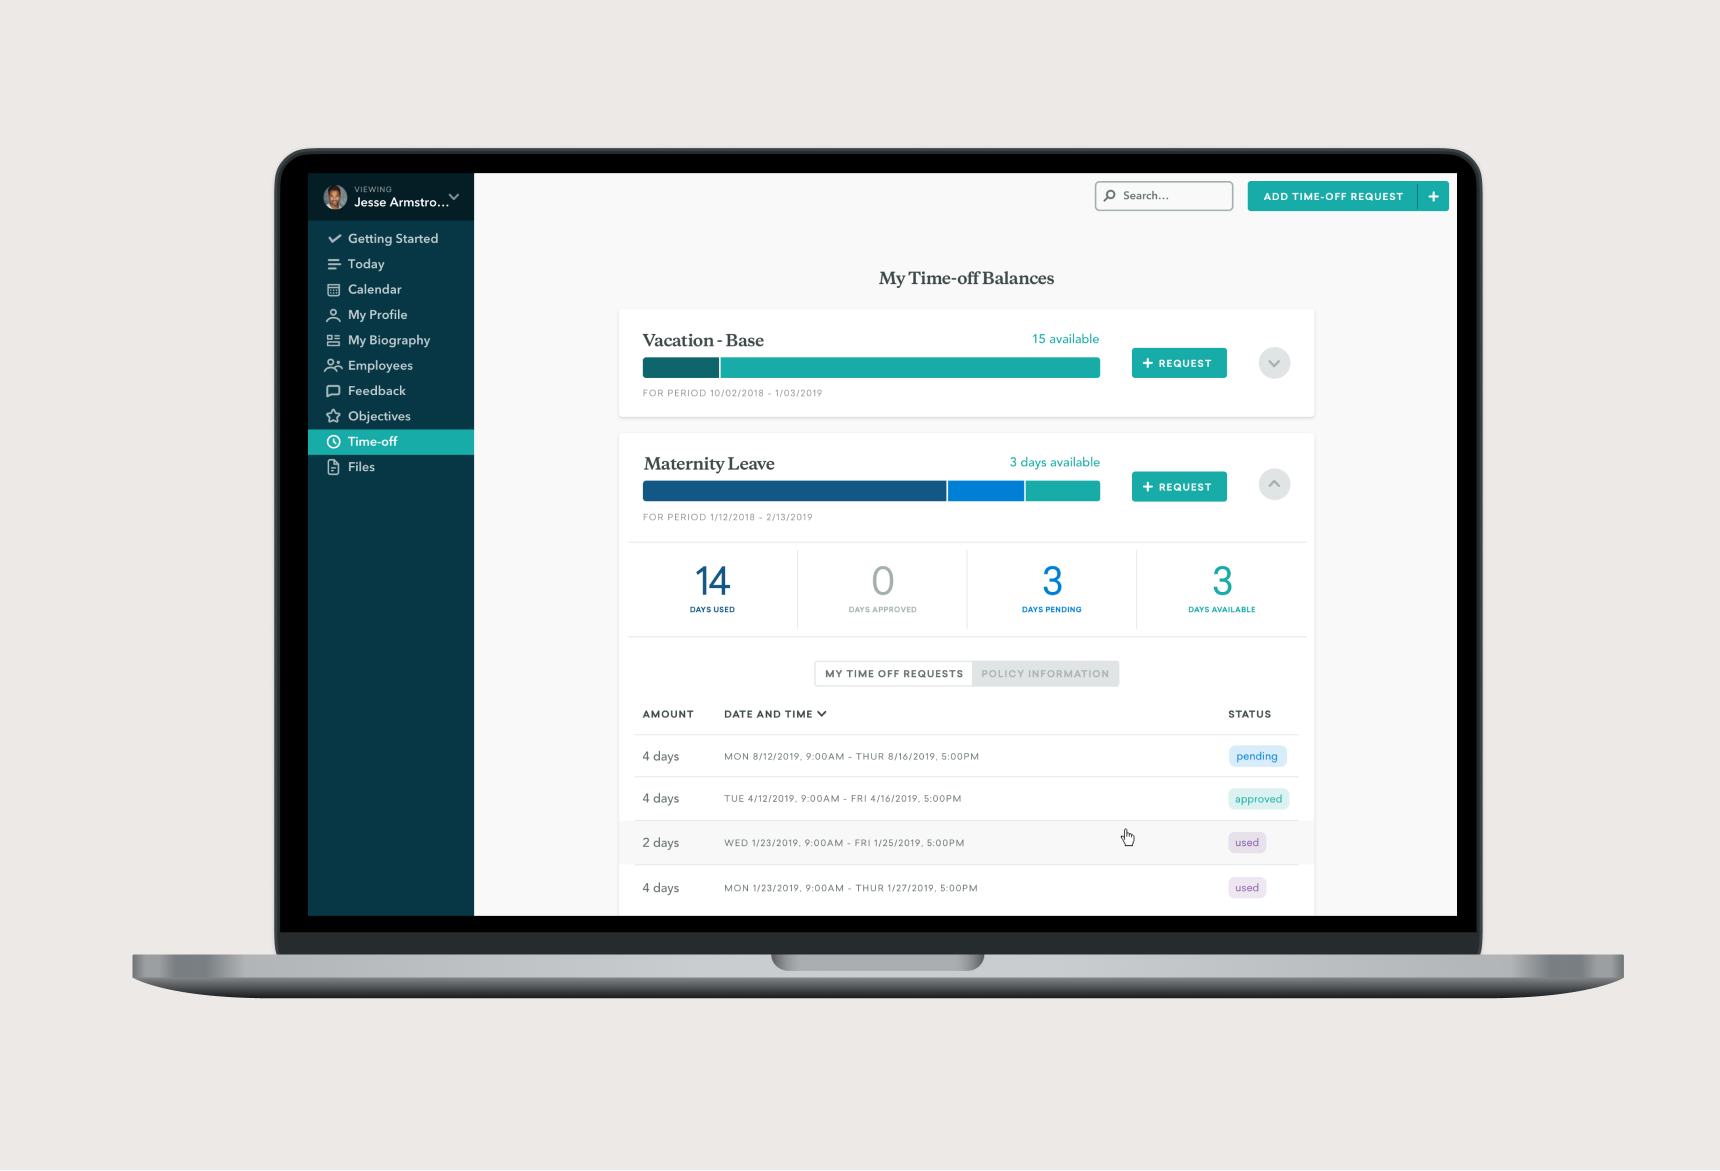 VIEWING
Jesse Armstro...
Getting Started
Today
Calendar
My Profile
My Biography
Employees
Feedback
Objectives
Time-off
Files
Search...
ADD TIME-OFF REQUEST +
My Time-off Balances
Vacation - Base
15 available
+ REQUEST
FOR PERIOD 10/02/2018 - 1/03/2019
Maternity Leave
3 days available
+ REQUEST
FOR PERIOD 1/12/2018 - 2/13/2019
14
DAYS USED
0
DAYS APPROVED
3
DAYS PENDING
3
DAYS AVAILABLE
MY TIME OFF REQUESTS
POLICY INFORMATION
AMOUNT DATE AND TIME STATUS
4 days MON 8/12/2019, 9:00AM - THUR 8/16/2019, 5:00PM pending
4 days TUE 4/12/2019, 9:00AM - FRI 4/16/2019, 5:00PM approved
2 days WED 1/23/2019, 9:00AM - FRI 1/25/2019, 5:00PM used
4 days MON 1/23/2019, 9:00AM - THUR 1/27/2019, 5:00PM used